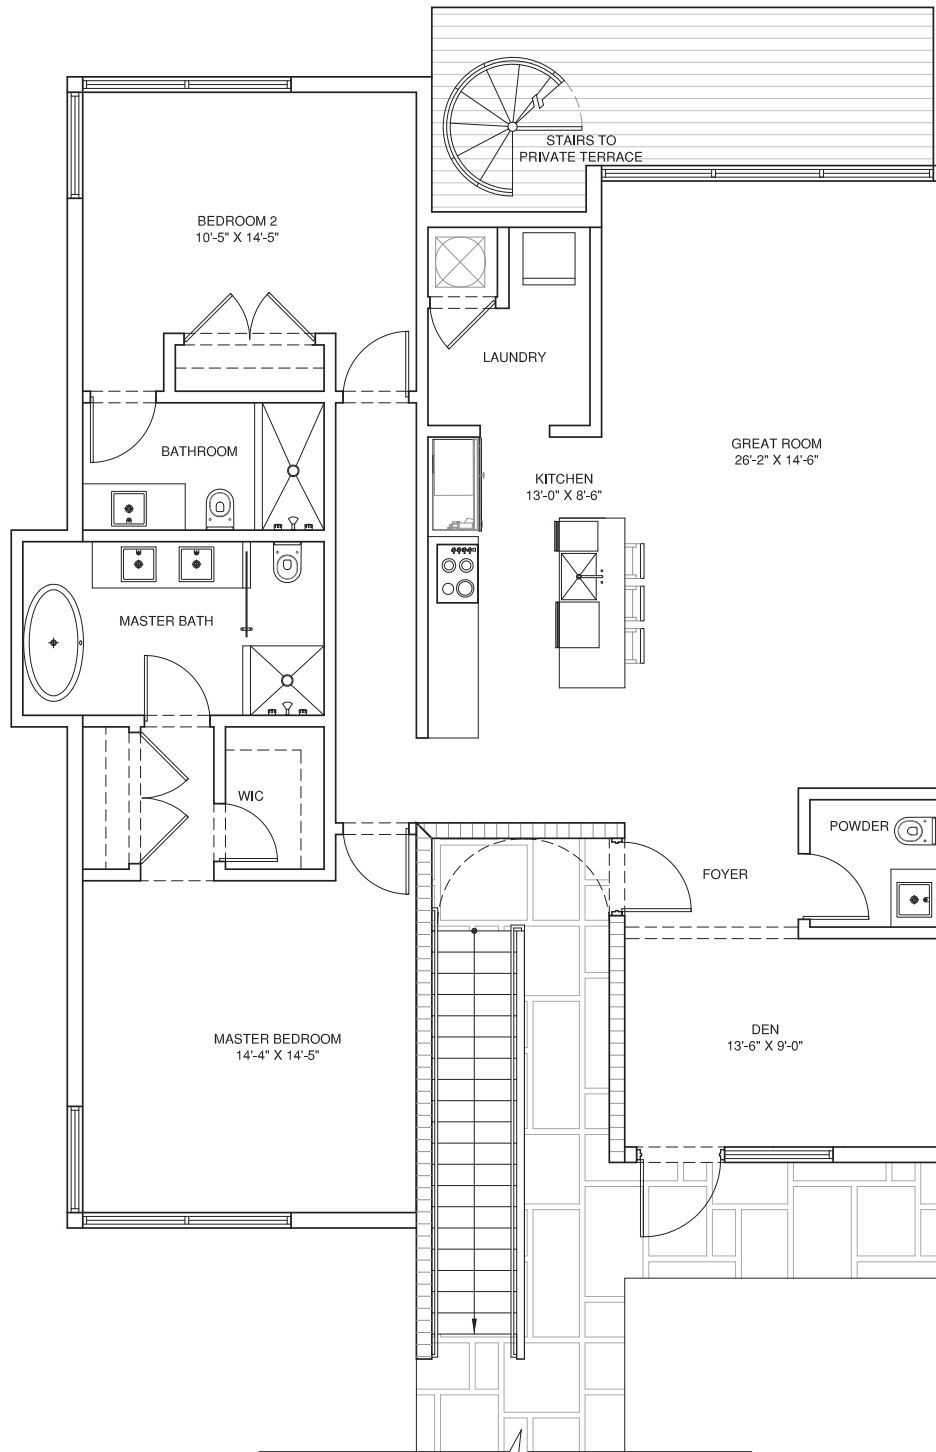 STAIRS TO
PRIVATE TERRACE
BEDROOM 2
10'-5" X 14'-5"
LAUNDRY
GREAT ROOM
26'-2" X 14'-6"
BATHROOM
KITCHEN
13'-0" X 8'-6"
MASTER BATH
WIC
POWDER
FOYER
MASTER BEDROOM
14'-4" X 14'-5"
DEN
13'-6" X 9'-0"